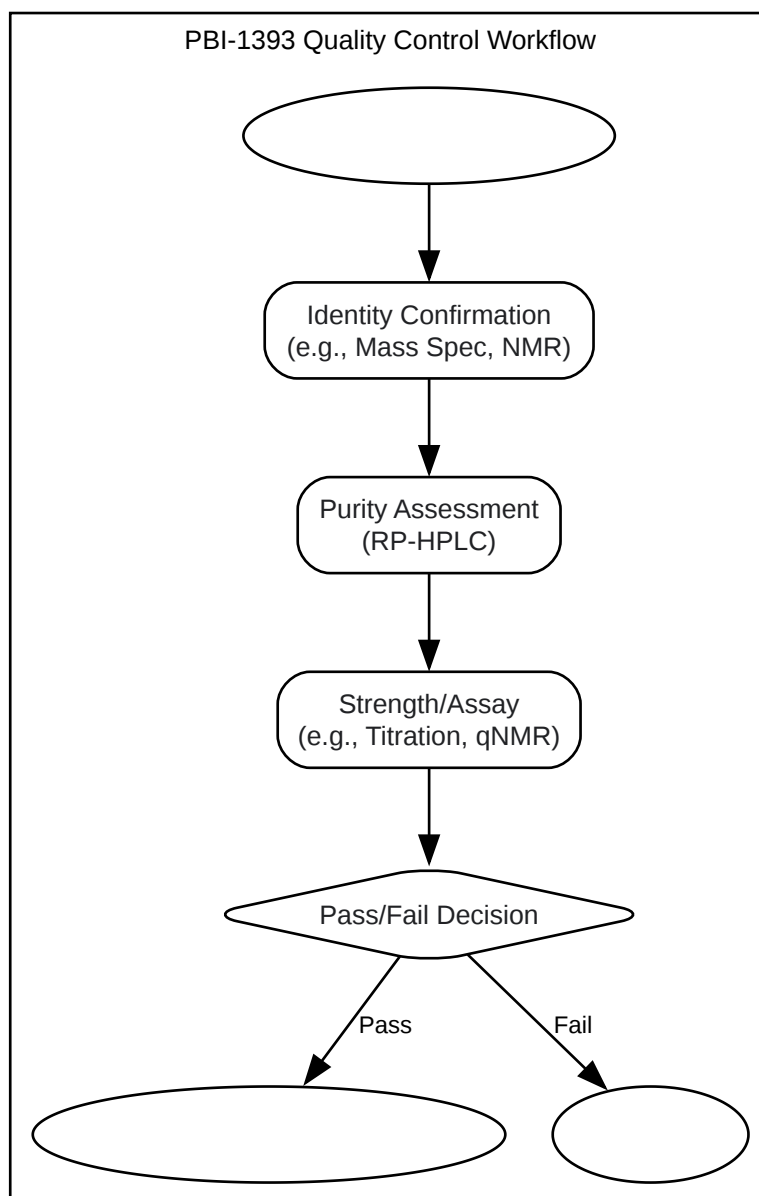 PBI-1393 Quality Control Workflow
Identity Confirmation
(e.g., Mass Spec, NMR)
Purity Assessment
(RP-HPLC)
Strength/Assay
(e.g., Titration, qNMR)
Pass/Fail Decision
Pass
Fail